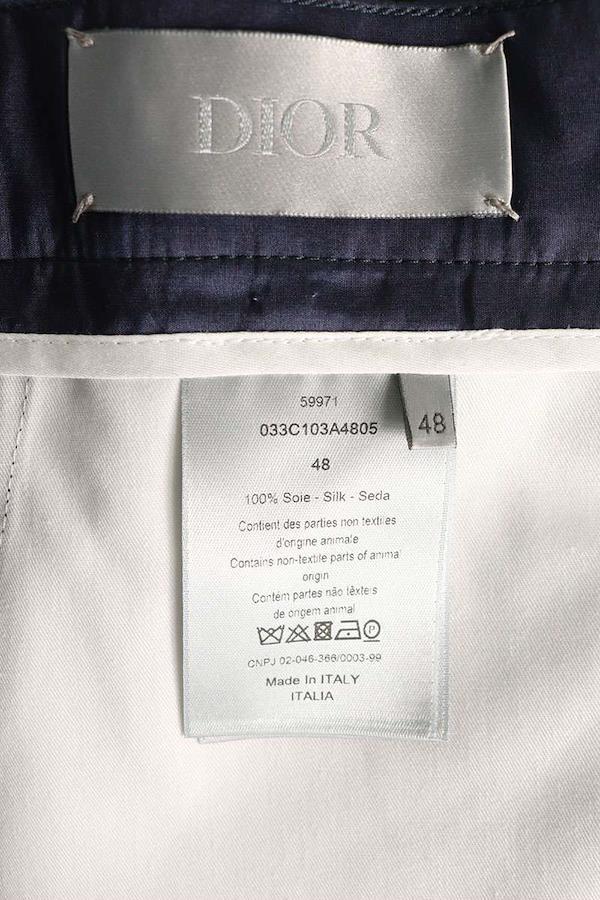 DIOR
59971
033C103A4805
48
48
100% Soie - Silk - Seda
Contient des parties non textiles
d'origine animale
Contains non-textile parts of animal
origin
Contém partes não têxteis
de origem animal
P
CNPJ 02-046-366/0003-99
Made In ITALY
ITALIA